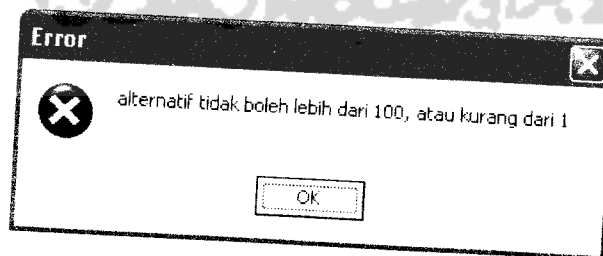 Error
alternatif tidak boleh lebih dari 100, atau kurang dari 1
OK